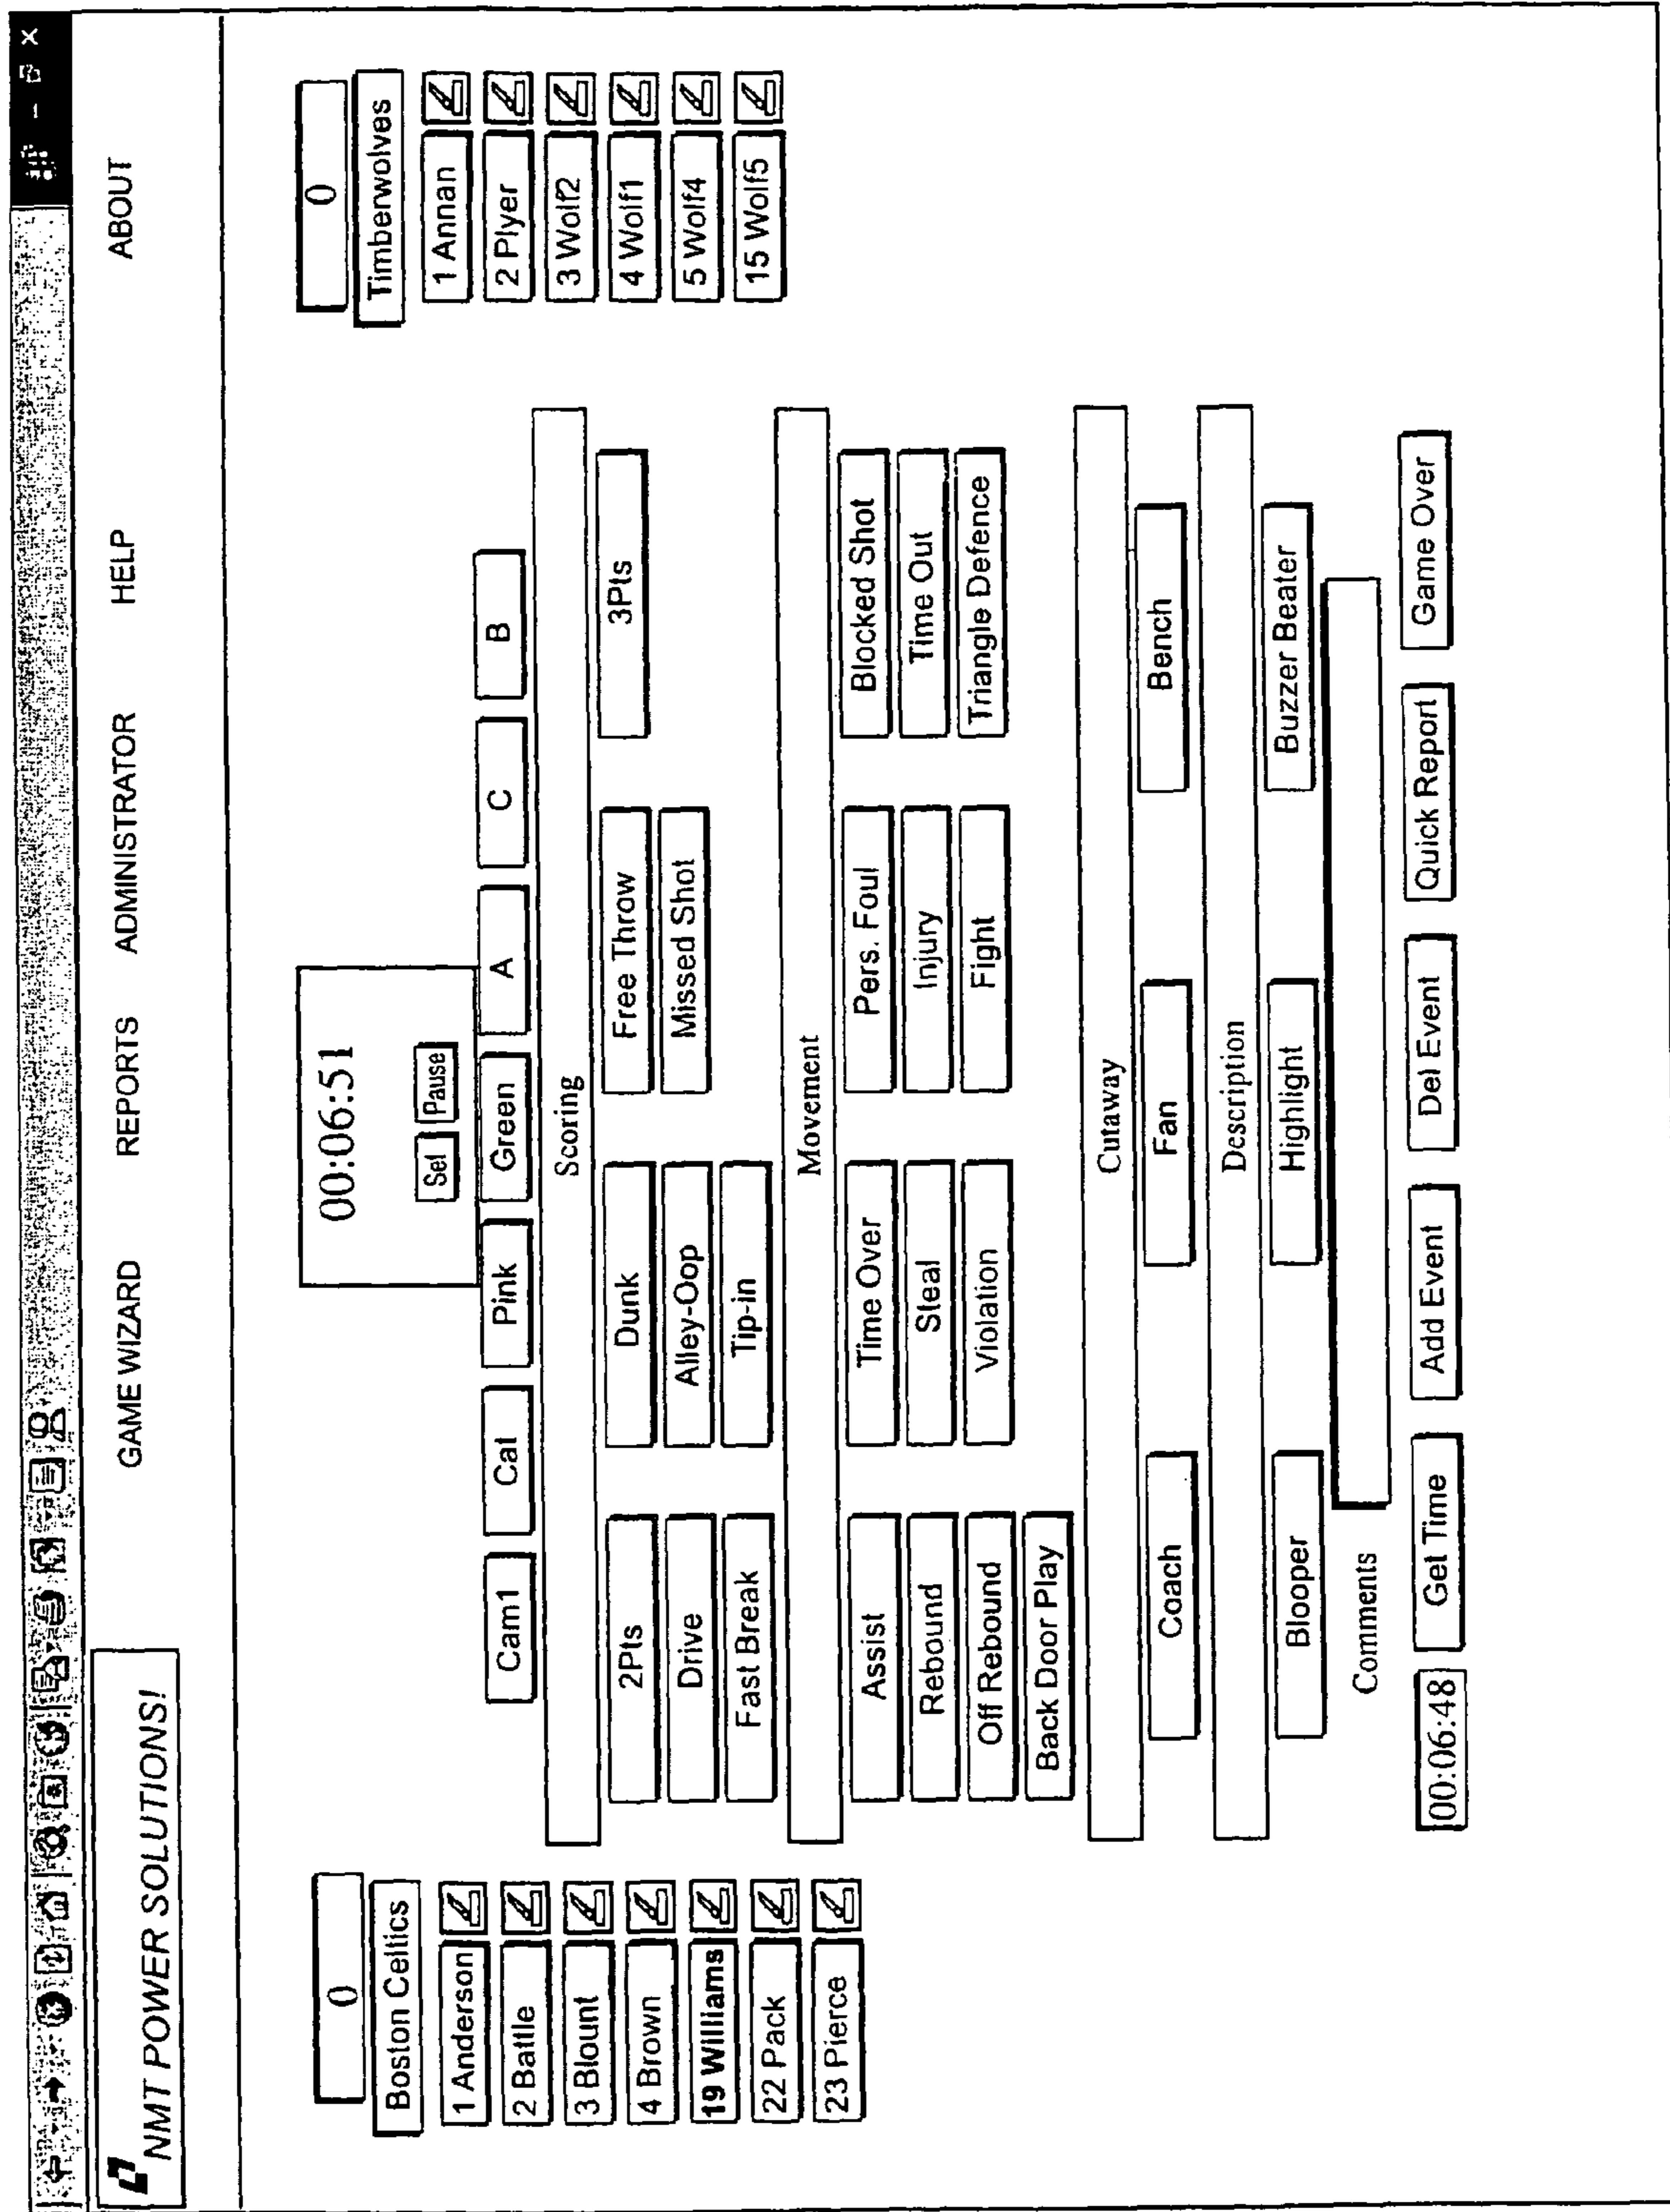 NMT POWER SOLUTIONS!
GAME WIZARD REPORTS ADMINISTRATOR HELP ABOUT
0
Boston Celtics
1 Anderson
2 Battle
3 Blount
4 Brown
19 Williams
22 Pack
23 Pierce
00:06:51
Set Pause
Cam1 Cat Pink Green A C B
Scoring
2Pts Dunk Free Throw 3Pts
Drive Alley-Oop Missed Shot
Fast Break Tip-in
Movement
Assist Time Over Pers. Foul Blocked Shot
Rebound Steal Injury Time Out
Off Rebound Violation Fight Triangle Defence
Back Door Play
Cutaway
Coach Fan Bench
Description
Blooper Highlight Buzzer Beater
Comments
00:06:48 Get Time Add Event Del Event Quick Report Game Over
0
Timberwolves
1 Annan
2 Plyer
3 Wolf2
4 Wolf1
5 Wolf4
15 Wolf5